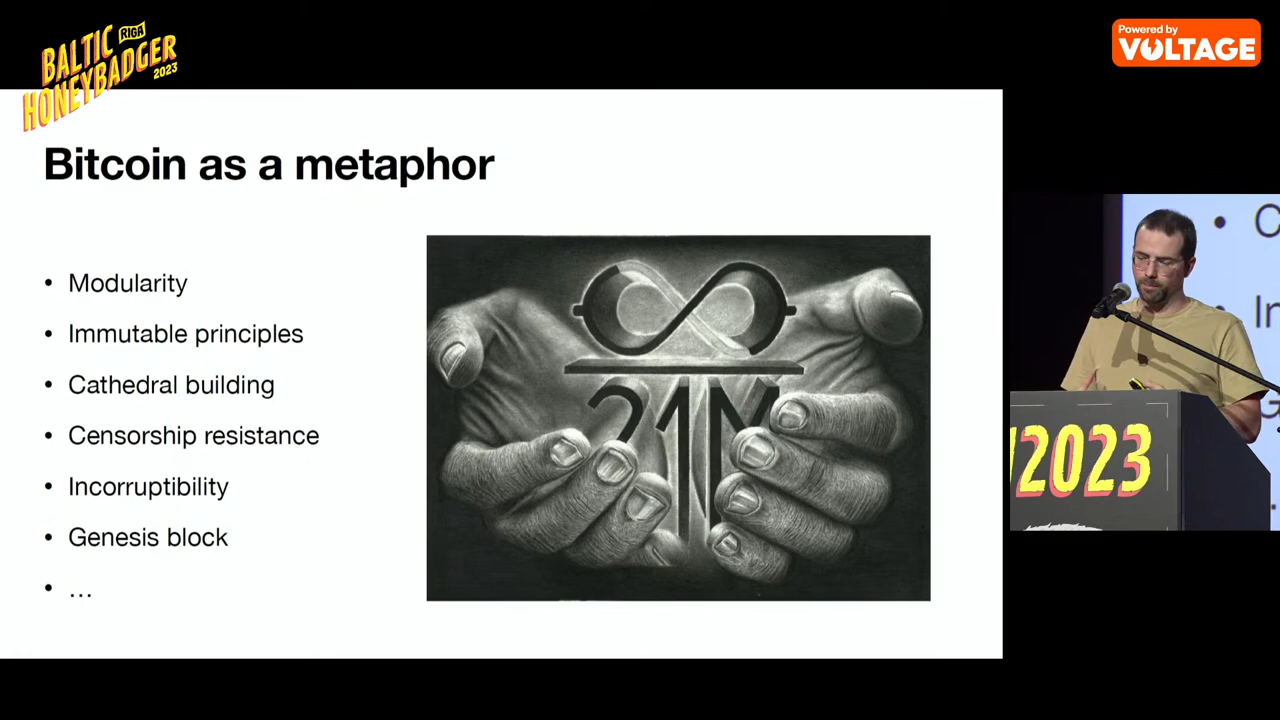 BALTIC
RIGA
HONEYBADGER
2023
Powered by
VOLTAGE
Bitcoin as a metaphor
• Modularity
• Immutable principles
• Cathedral building
• Censorship resistance
• Incorruptibility
• Genesis block
• …
∞
21M
• C
• In
G
2023